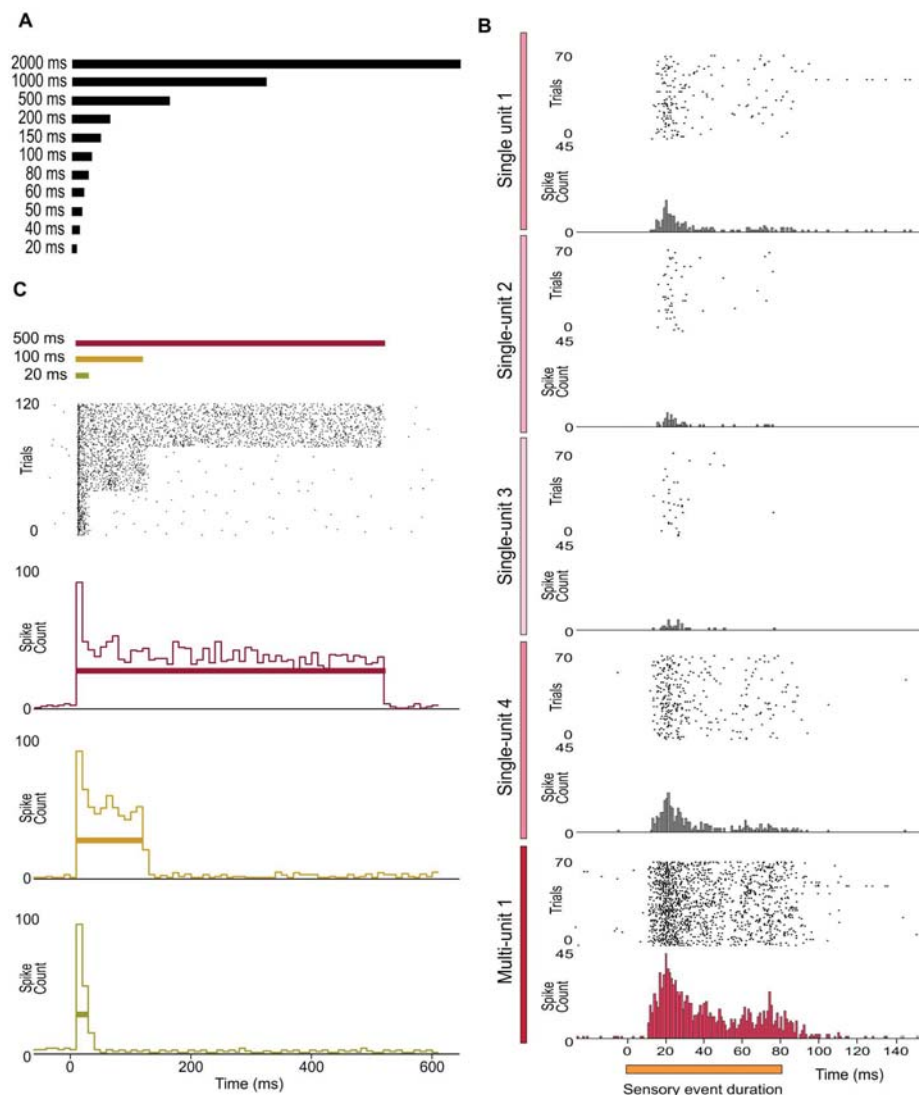 A
2000 ms
1000 ms
500 ms
200 ms
150 ms
100 ms
80 ms
60 ms
50 ms
40 ms
20 ms
C
500 ms
100 ms
20 ms
120
Trials
0
100
Spike
Count
0
100
Spike
Count
0
100
Spike
Count
0
0 200 400 600
Time (ms)
B
Single unit 1
70
Trials
0
45
Spike
Count
0
Single-unit 2
70
Trials
0
45
Spike
Count
0
Single-unit 3
70
Trials
0
45
Spike
Count
0
Single-unit 4
70
Trials
0
45
Spike
Count
0
Multi-unit 1
70
Trials
0
45
Spike
Count
0
0 20 40 60 80 100 120 140
Time (ms)
Sensory event duration